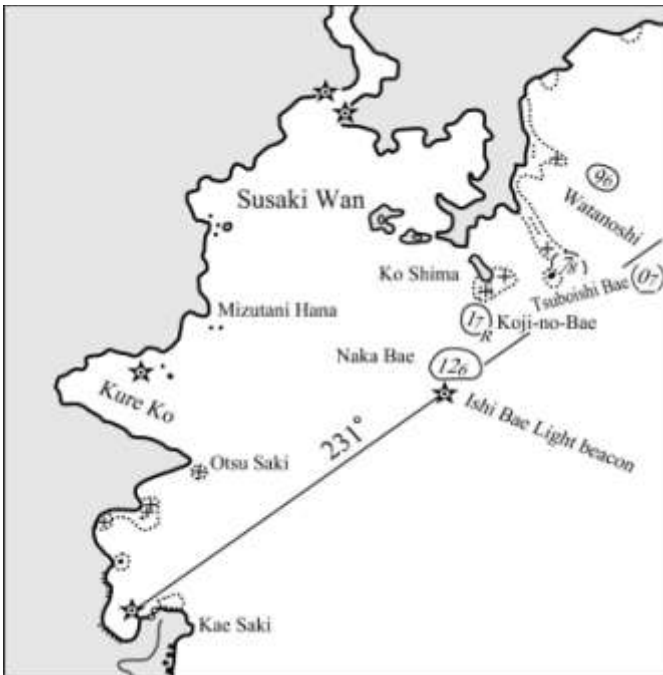 Susaki Wan
96
Watanoshi
(78)
Ko Shima
Tsuboishi Bae
07
Mizutani Hana
17
R
Koji-no-Bae
Naka Bae
126
Kure Ko
Ishi Bae Light beacon
231°
Otsu Saki
Kae Saki